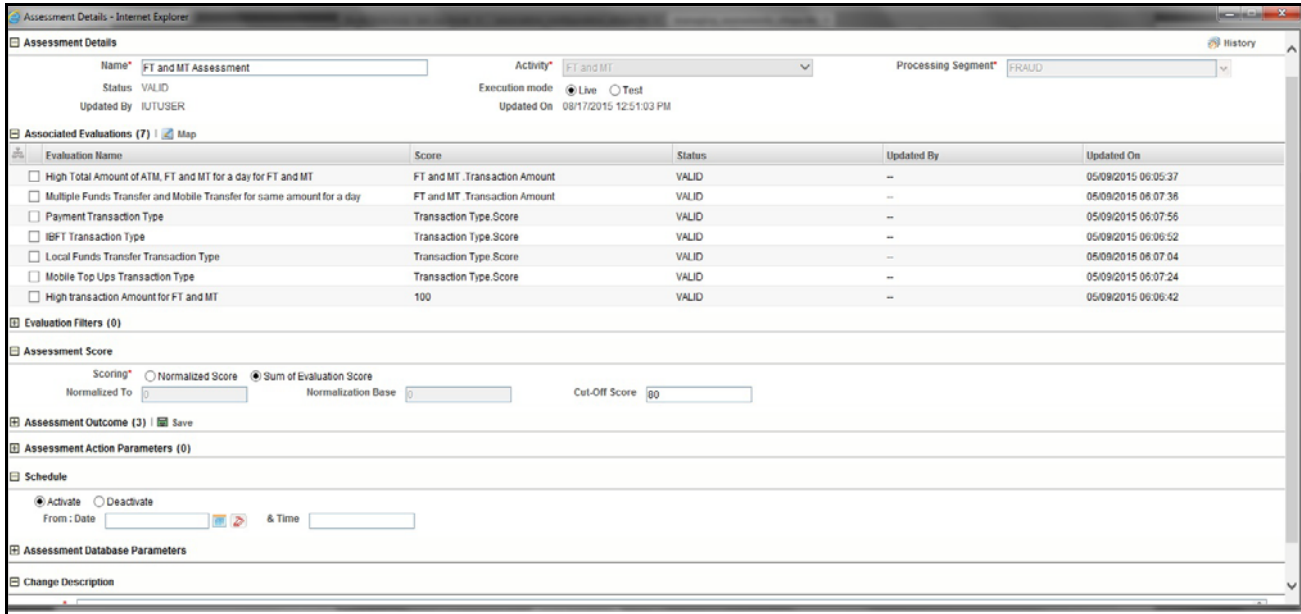 Assessment Details - Internet Explorer
Assessment Details
History
Name* FT and MT Assessment Activity* FT and MT Processing Segment* FRAUD
Status VALID Execution mode Live Test
Updated By IUTUSER Updated On 08/17/2015 12:51:03 PM
Associated Evaluations (7) | Map
Evaluation Name Score Status Updated By Updated On
High Total Amount of ATM, FT and MT for a day for FT and MT FT and MT .Transaction Amount VALID -- 05/09/2015 06:05:37
Multiple Funds Transfer and Mobile Transfer for same amount for a day FT and MT .Transaction Amount VALID -- 05/09/2015 06:07:36
Payment Transaction Type Transaction Type.Score VALID -- 05/09/2015 06:07:56
IBFT Transaction Type Transaction Type.Score VALID -- 05/09/2015 06:06:52
Local Funds Transfer Transaction Type Transaction Type.Score VALID -- 05/09/2015 06:07:04
Mobile Top Ups Transaction Type Transaction Type.Score VALID -- 05/09/2015 06:07:24
High transaction Amount for FT and MT 100 VALID -- 05/09/2015 06:06:42
Evaluation Filters (0)
Assessment Score
Scoring* Normalized Score Sum of Evaluation Score
Normalized To 0 Normalization Base 0 Cut-Off Score 80
Assessment Outcome (3) | Save
Assessment Action Parameters (0)
Schedule
Activate Deactivate
From : Date & Time
Assessment Database Parameters
Change Description
*